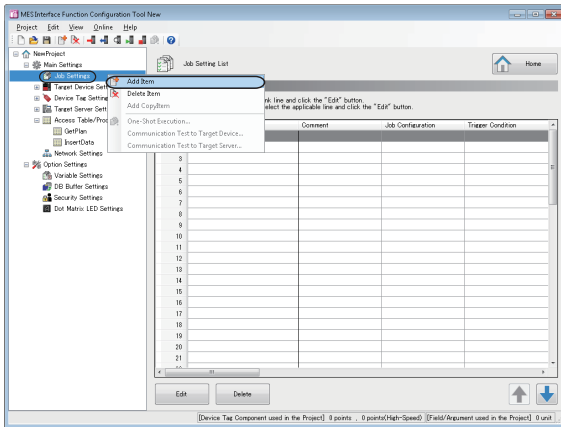 MES Interface Function Configuration Tool New
Project Edit View Online Help
NewProject
Main Settings
Job Settings
Target Device Sett
Device Tag Setting
Target Server Sett
Access Table/Proc
GetPlan
InsertData
Network Settings
Option Settings
Variable Settings
DB Buffer Settings
Security Settings
Dot Matrix LED Settings
Add Item
Delete Item
Add CopyItem
One-Shot Execution...
Communication Test to Target Device...
Communication Test to Target Server...
Job Setting List
Home
nk line and click the "Edit" button.
elect the applicable line and click the "Edit" button.
Comment Job Configuration Trigger Condition
3
4
5
6
7
8
9
10
11
12
13
14
15
16
17
18
19
20
21
Edit Delete
[Device Tag Component used in the Project] 0 points , 0 points(High-Speed) [Field/Argument used in the Project] 0 unit